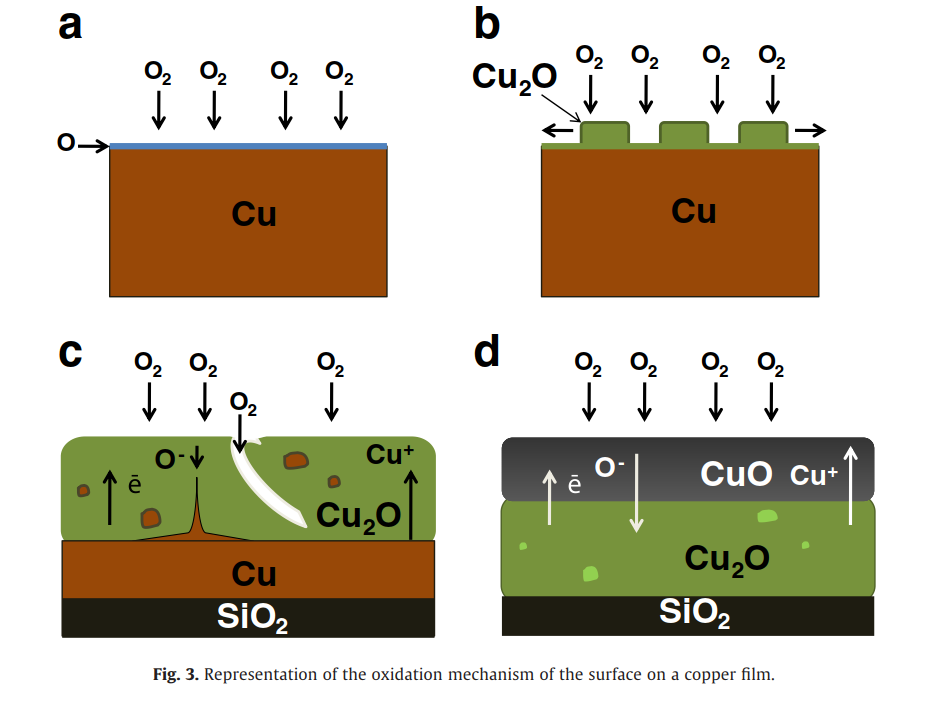 a
O₂ O₂ O₂ O₂
O
Cu
b
O₂ O₂ O₂ O₂
Cu₂O
Cu
c
O₂ O₂ O₂
O₂
O⁻ Cu⁺
ē
Cu₂O
Cu
SiO₂
d
O₂ O₂ O₂ O₂
O⁻ CuO Cu⁺
ē
Cu₂O
SiO₂
Fig. 3. Representation of the oxidation mechanism of the surface on a copper film.